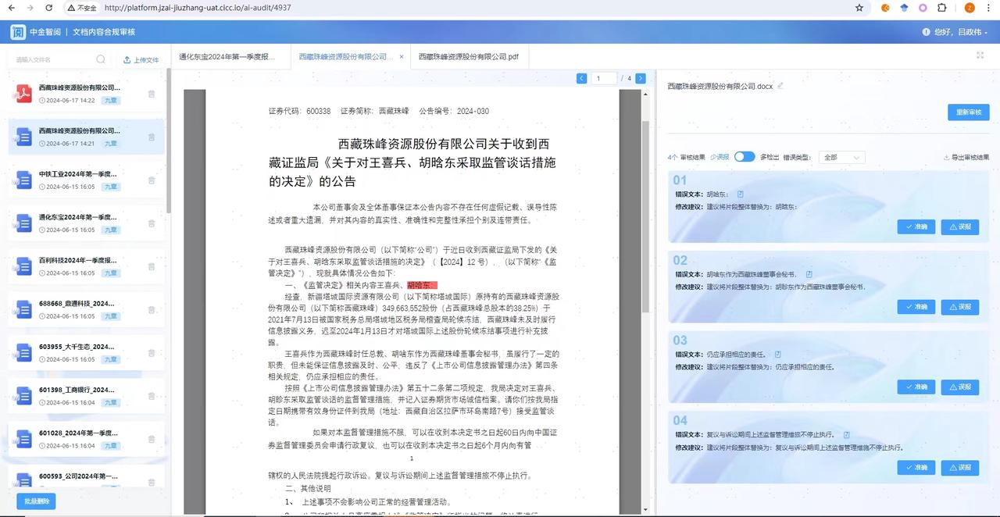 不安全 http://platform.jzai-jiuzhang-uat.cicc.io/ai-audit/4937
中金智阅 | 文档内容合规审核
您好，吕政伟
请输入文件名
上传文件
西藏珠峰资源股份有限公司...
2024-06-17 14:22 九章
西藏珠峰资源股份有限公司...
2024-06-17 14:21 九章
中铁工业2024年第一季度...
2024-06-15 16:05 九章
通化东宝2024年第一季度...
2024-06-15 16:05 九章
百利科技2024年一季度报...
2024-06-15 16:05 九章
688668_鼎通科技_2024...
2024-06-15 16:05 九章
603955_大千生态_2024...
2024-06-15 16:05 九章
601398_工商银行_2024...
2024-06-15 16:04 九章
601028_2024年第一季度...
2024-06-15 16:04 九章
600593_公司2024年第一...
批量删除
通化东宝2024年第一季度报...
西藏珠峰资源股份有限公司... ×
西藏珠峰资源股份有限公司.pdf
1 / 4
证券代码：600338 证券简称：西藏珠峰 公告编号：2024-030
西藏珠峰资源股份有限公司关于收到西
藏证监局《关于对王喜兵、胡晗东采取监管谈话措施
的决定》的公告
本公司董事会及全体董事保证本公告内容不存在任何虚假记载、误导性陈
述或者重大遗漏，并对其内容的真实性、准确性和完整性承担个别及连带责任。
西藏珠峰资源股份有限公司（以下简称“公司”）于近日收到西藏证监局下发的《关
于对王喜兵、胡晗东采取监管谈话措施的决定》（【2024】12 号），（以下简称“《监
管决定》”），现就具体情况公告如下：
一、《监管决定》相关内容王喜兵、胡哈东：
经查，新疆塔城国际资源有限公司（以下简称塔城国际）原持有的西藏珠峰资源股
份有限公司（以下简称西藏珠峰）349,663,552股份（占西藏珠峰总股本的38.25%）于
2021年7月13日被国家税务总局塔城地区税务局稽查局轮候冻结，西藏珠峰未及时履行
信息披露义务，迟至2024年1月13日才对塔城国际上述股份轮候冻结事项进行补充披
露。
王喜兵作为西藏珠峰时任总裁、胡啥东作为西藏珠峰董事会秘书，虽履行了一定的
职责，但未能保证信息披露及时、公平，违反了《上市公司信息披露管理办法》第四条
相关规定，仍应承担相应的责任。
按照《上市公司信息披露管理办法》第五十二条第二项规定，我局决定对王喜兵、
胡眕东采取监管谈话的监督管理措施，并记入证券期货市场诚信档案。请你们按我局指
定日期携带有效身份证件到我局（地址：西藏自治区拉萨市环岛南路7号）接受监管谈
话。
如果对本监督管理措施不服，可以在收到本决定书之日起60日内向中国证
券监督管理委员会申请行政复议，也可以在收到本决定书之日起6个月内向有管
1
辖权的人民法院提起行政诉讼。复议与诉讼期间上述监督管理措旅不停止执行。
二、其他说明
1、 上述事项不会影响公司正常的经营管理活动。
西藏珠峰资源股份有限公司.docx
重新审核
4个 审核结果 少误报 多检出 错误类型： 全部 导出审核结果
01
错误文本：胡哈东：
修改建议：建议将片段整体替换为：胡晗东：
准确 误报
02
错误文本：胡啥东作为西藏珠峰董事会秘书，
修改建议：建议将片段整体替换为：胡眕东作为西藏珠峰董事会秘书，
准确 误报
03
错误文本：仍应承担相应的责任。
修改建议：建议将片段整体替换为：仍应承担相应的责任。
准确 误报
04
错误文本：复议与诉讼期间上述监督管理措旅不停止执行。
修改建议：建议将片段整体替换为：复议与诉讼期间上述监督管理措施不停止执行。
准确 误报